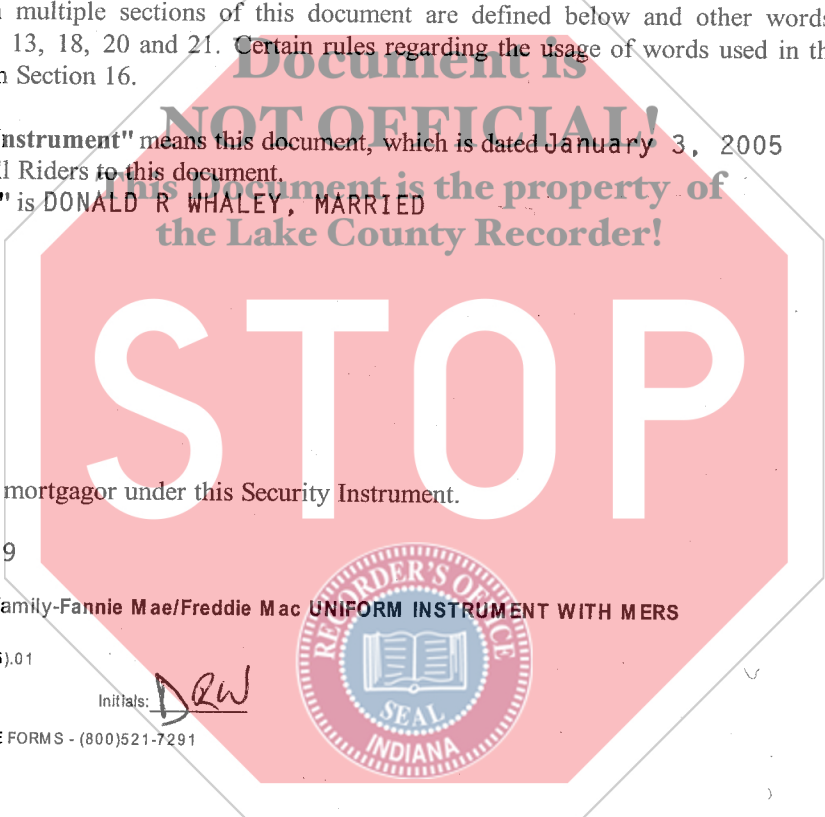 multiple sections of this document are defined below and other words
13, 18, 20 and 21. Certain rules regarding the usage of words used in th
Section 16.
Document is
NOT OFFICIAL!
nstrument" means this document, which is dated January 3, 2005
l Riders to this document.
This Document is the property of
" is DONALD R WHALEY, MARRIED
the Lake County Recorder!
STOP
mortgagor under this Security Instrument.
9
amily-Fannie Mae/Freddie Mac UNIFORM INSTRUMENT WITH MERS
).01
Initials: DRW
E FORMS - (800)521-7291
RECORDER'S OFFICE
SEAL
INDIANA